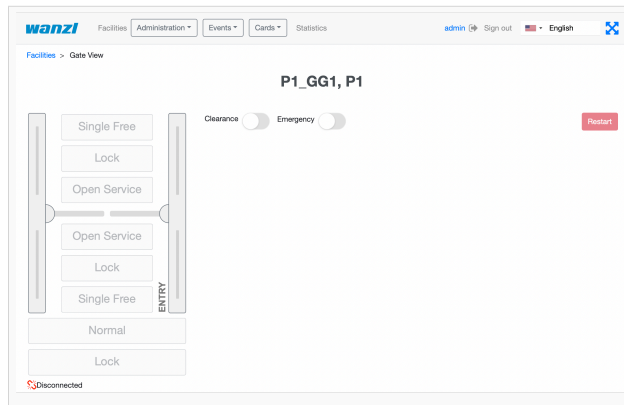 wanzl Facilities Administration Events Cards Statistics admin Sign out English
Facilities > Gate View
P1_GG1, P1
Single Free
Lock
Open Service
Open Service
Lock
Single Free
ENTRY
Normal
Lock
Disconnected
Clearance Emergency Restart